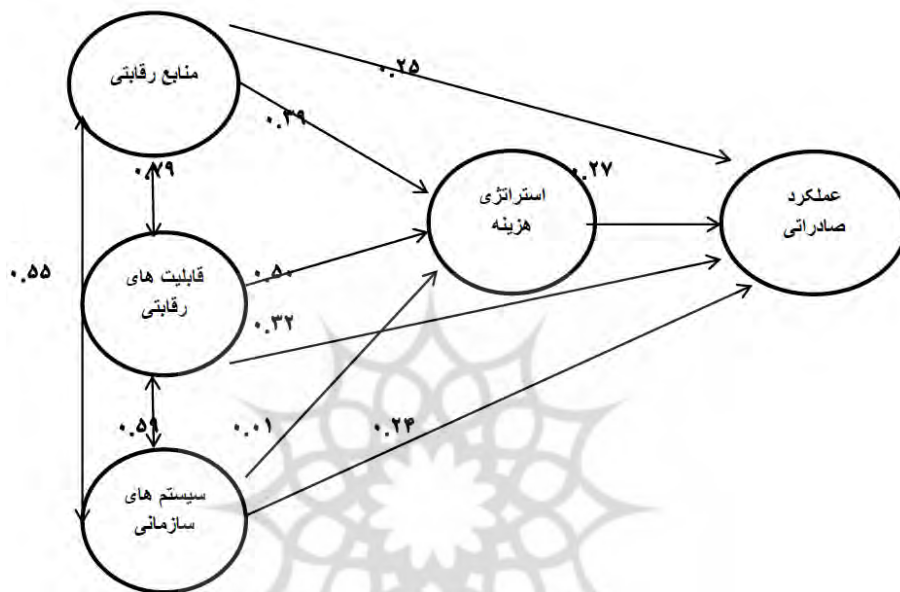 ۰.۲۵
منابع رقابتی
۰.۳۹
۰.۷۹
استراتژی
هزینه
۰.۲۷
عملکرد
صادراتی
۰.۵۵
قابلیت های
رقابتی
۰.۵۰
۰.۳۲
۰.۵۹
۰.۰۱
۰.۲۴
سیستم های
سازمانی